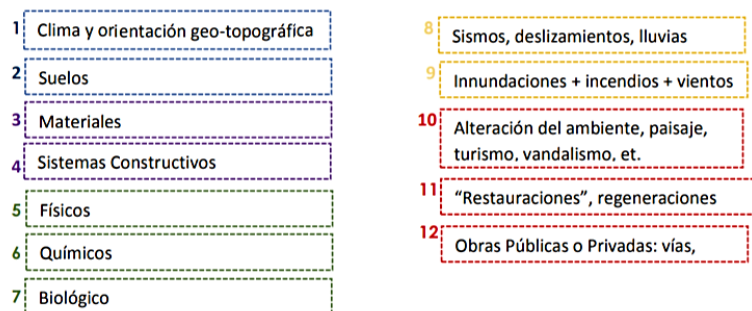 1 Clima y orientación geo-topográfica
2 Suelos
3 Materiales
4 Sistemas Constructivos
5 Físicos
6 Químicos
7 Biológico
8 Sismos, deslizamientos, lluvias
9 Innundaciones + incendios + vientos
10 Alteración del ambiente, paisaje,
turismo, vandalismo, et.
11 “Restauraciones”, regeneraciones
12 Obras Públicas o Privadas: vías,